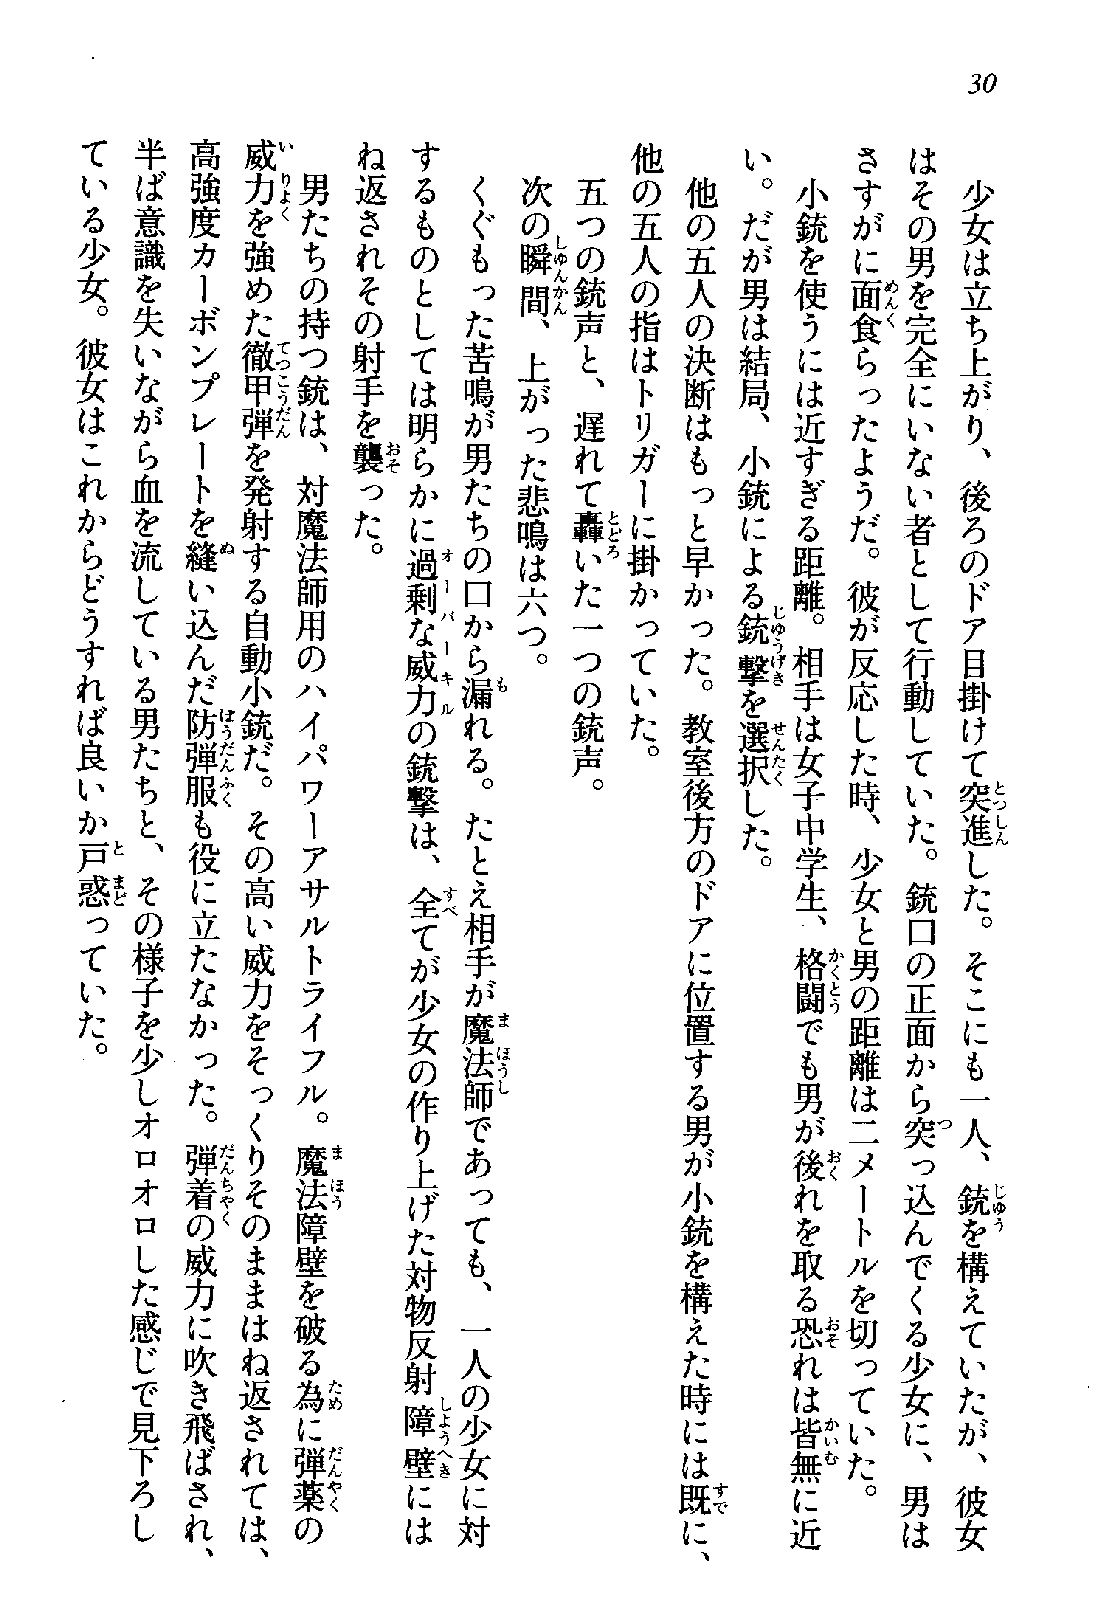 30
少女は立ち上がり、後ろのドア目掛けて突進した。そこにも一人、銃を構えていたが、彼女
はその男を完全にいない者として行動していた。銃口の正面から突っ込んでくる少女に、男は
さすがに面食らったようだ。彼が反応した時、少女と男の距離は二メートルを切っていた。
小銃を使うには近すぎる距離。相手は女子中学生、格闘でも男が後れを取る恐れは皆無に近
い。だが男は結局、小銃による銃撃を選択した。
他の五人の決断はもっと早かった。教室後方のドアに位置する男が小銃を構えた時には既に、
他の五人の指はトリガーに掛かっていた。
五つの銃声と、遅れて轟いた一つの銃声。
次の瞬間、上がった悲鳴は六つ。
くぐもった苦鳴が男たちの口から漏れる。たとえ相手が魔法師であっても、一人の少女に対
するものとしては明らかに過剰な威力の銃撃は、全てが少女の作り上げた対物反射障壁には
ね返されその射手を襲った。
男たちの持つ銃は、対魔法師用のハイパワーアサルトライフル。魔法障壁を破る為に弾薬の
威力を強めた徹甲弾を発射する自動小銃だ。その高い威力をそっくりそのままはね返されては、
高強度カーボンプレートを縫い込んだ防弾服も役に立たなかった。弾着の威力に吹き飛ばされ、
半ば意識を失いながら血を流している男たちと、その様子を少しオロオロした感じで見下ろし
ている少女。彼女はこれからどうすれば良いか戸惑っていた。